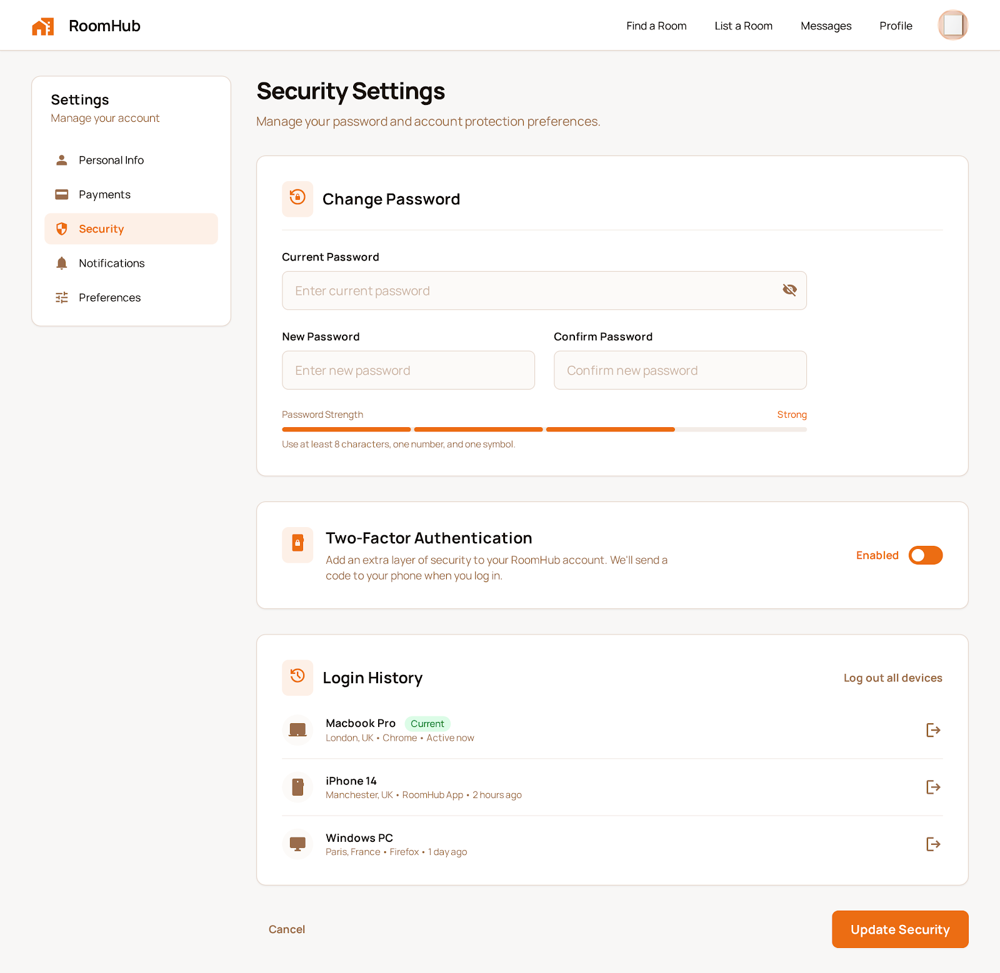 RoomHub
Find a Room
List a Room
Messages
Profile
Settings
Manage your account
Personal Info
Payments
Security
Notifications
Preferences
Security Settings
Manage your password and account protection preferences.
Change Password
Current Password
Enter current password
New Password
Confirm Password
Enter new password
Confirm new password
Password Strength
Strong
Use at least 8 characters, one number, and one symbol.
Two-Factor Authentication
Add an extra layer of security to your RoomHub account. We'll send a
code to your phone when you log in.
Enabled
Login History
Log out all devices
Macbook Pro
Current
London, UK • Chrome • Active now
iPhone 14
Manchester, UK • RoomHub App • 2 hours ago
Windows PC
Paris, France • Firefox • 1 day ago
Cancel
Update Security